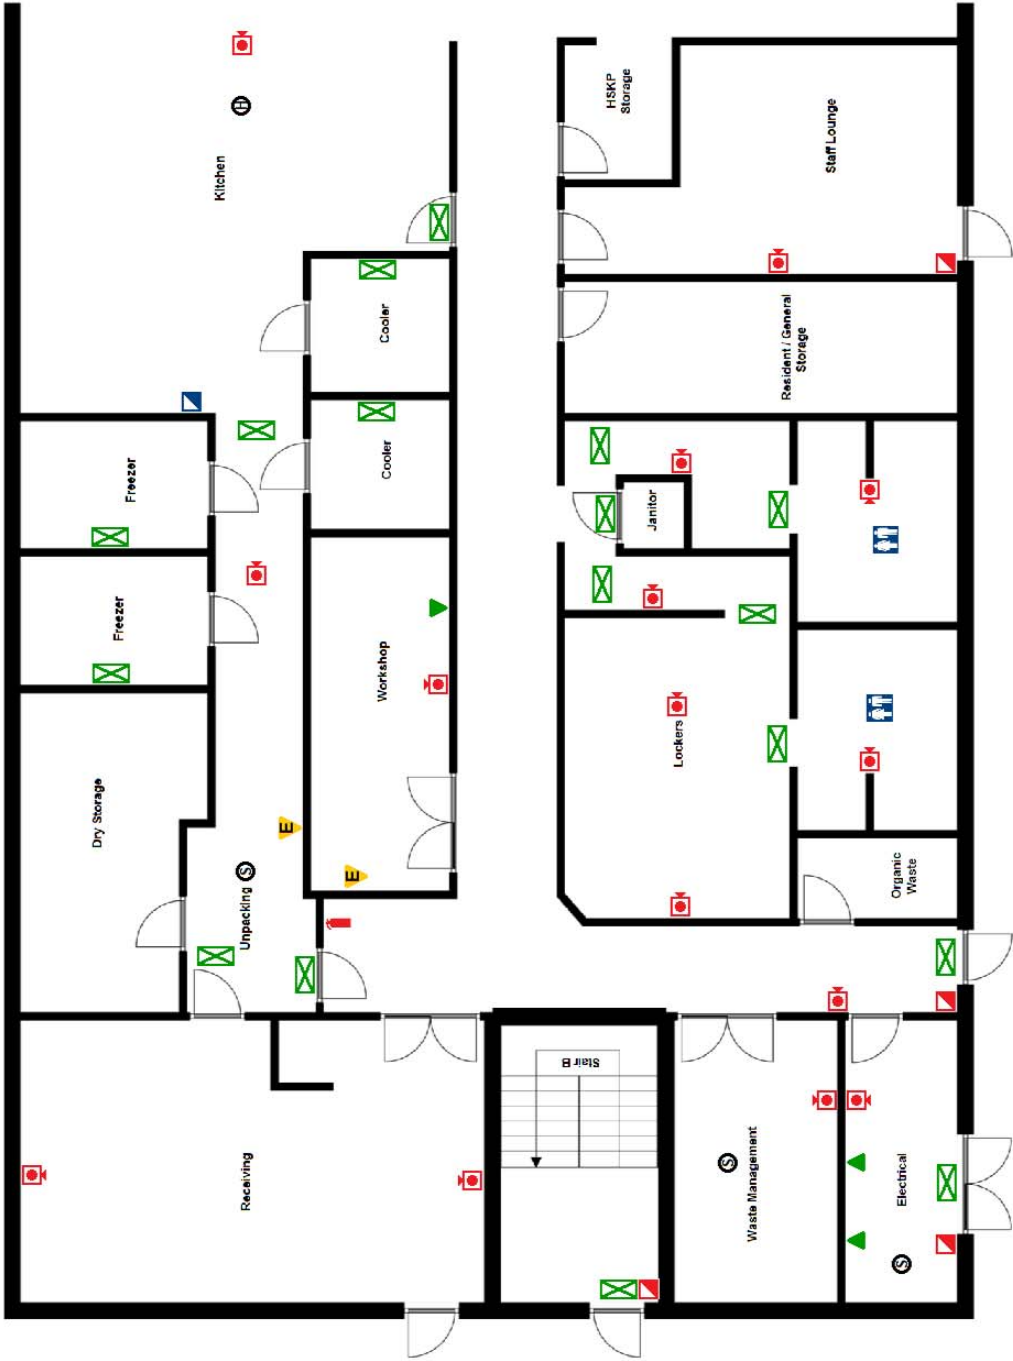 HSKP
Storage
H
Kitchen
Staff Lounge
Cooler
Resident / General
Storage
Cooler
Freezer
Janitor
Freezer
Workshop
Lockers
Dry Storage
E
S
E
Unpacking
Organic
Waste
Stair B
Receiving
S
Waste Management
Electrical
S